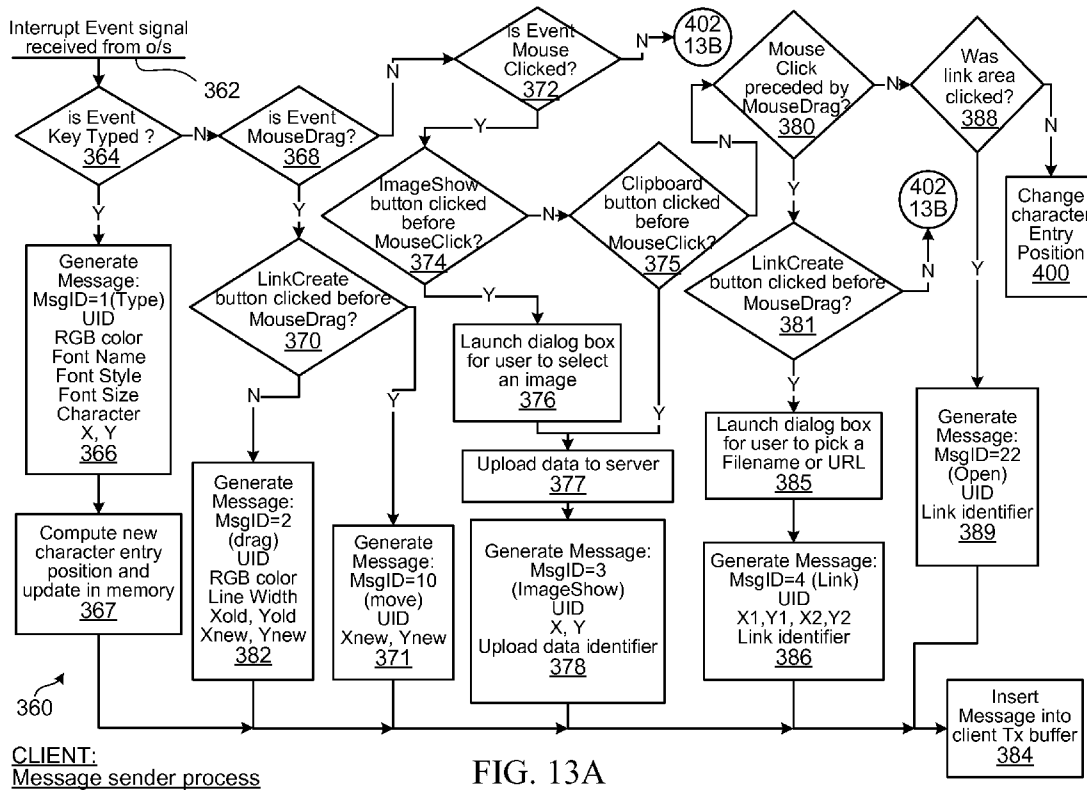 Interrupt Event signal
received from o/s
362
is Event
Key Typed ?
364
Y
N
Generate
Message:
MsgID=1(Type)
UID
RGB color
Font Name
Font Style
Font Size
Character
X, Y
366
Compute new
character entry
position and
update in memory
367
is Event
MouseDrag?
368
N
Y
LinkCreate
button clicked before
MouseDrag?
370
N
Y
Generate
Message:
MsgID=2
(drag)
UID
RGB color
Line Width
Xold, Yold
Xnew, Ynew
382
Generate
Message:
MsgID=10
(move)
UID
Xnew, Ynew
371
is Event
Mouse
Clicked?
372
N
402
13B
Y
ImageShow
button clicked
before
MouseClick?
374
N
Y
Clipboard
button clicked
before
MouseClick?
375
N
Y
Launch dialog box
for user to select
an image
376
Upload data to server
377
Generate Message:
MsgID=3
(ImageShow)
UID
X, Y
Upload data identifier
378
Mouse
Click
preceded by
MouseDrag?
380
N
Y
LinkCreate
button clicked before
MouseDrag?
381
N
402
13B
Y
Launch dialog box
for user to pick a
Filename or URL
385
Generate Message:
MsgID=4 (Link)
UID
X1,Y1, X2,Y2
Link identifier
386
Was
link area
clicked?
388
N
Y
Change
character
Entry
Position
400
Generate
Message:
MsgID=22
(Open)
UID
Link identifier
389
Insert
Message into
client Tx buffer
384
360
CLIENT:
Message sender process
FIG. 13A